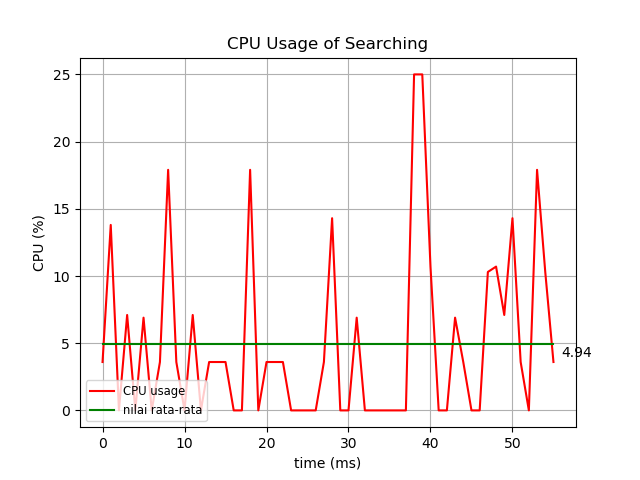 CPU Usage of Searching
CPU (%)
25
20
15
10
5
0
4.94
CPU usage
nilai rata-rata
0 10 20 30 40 50
time (ms)